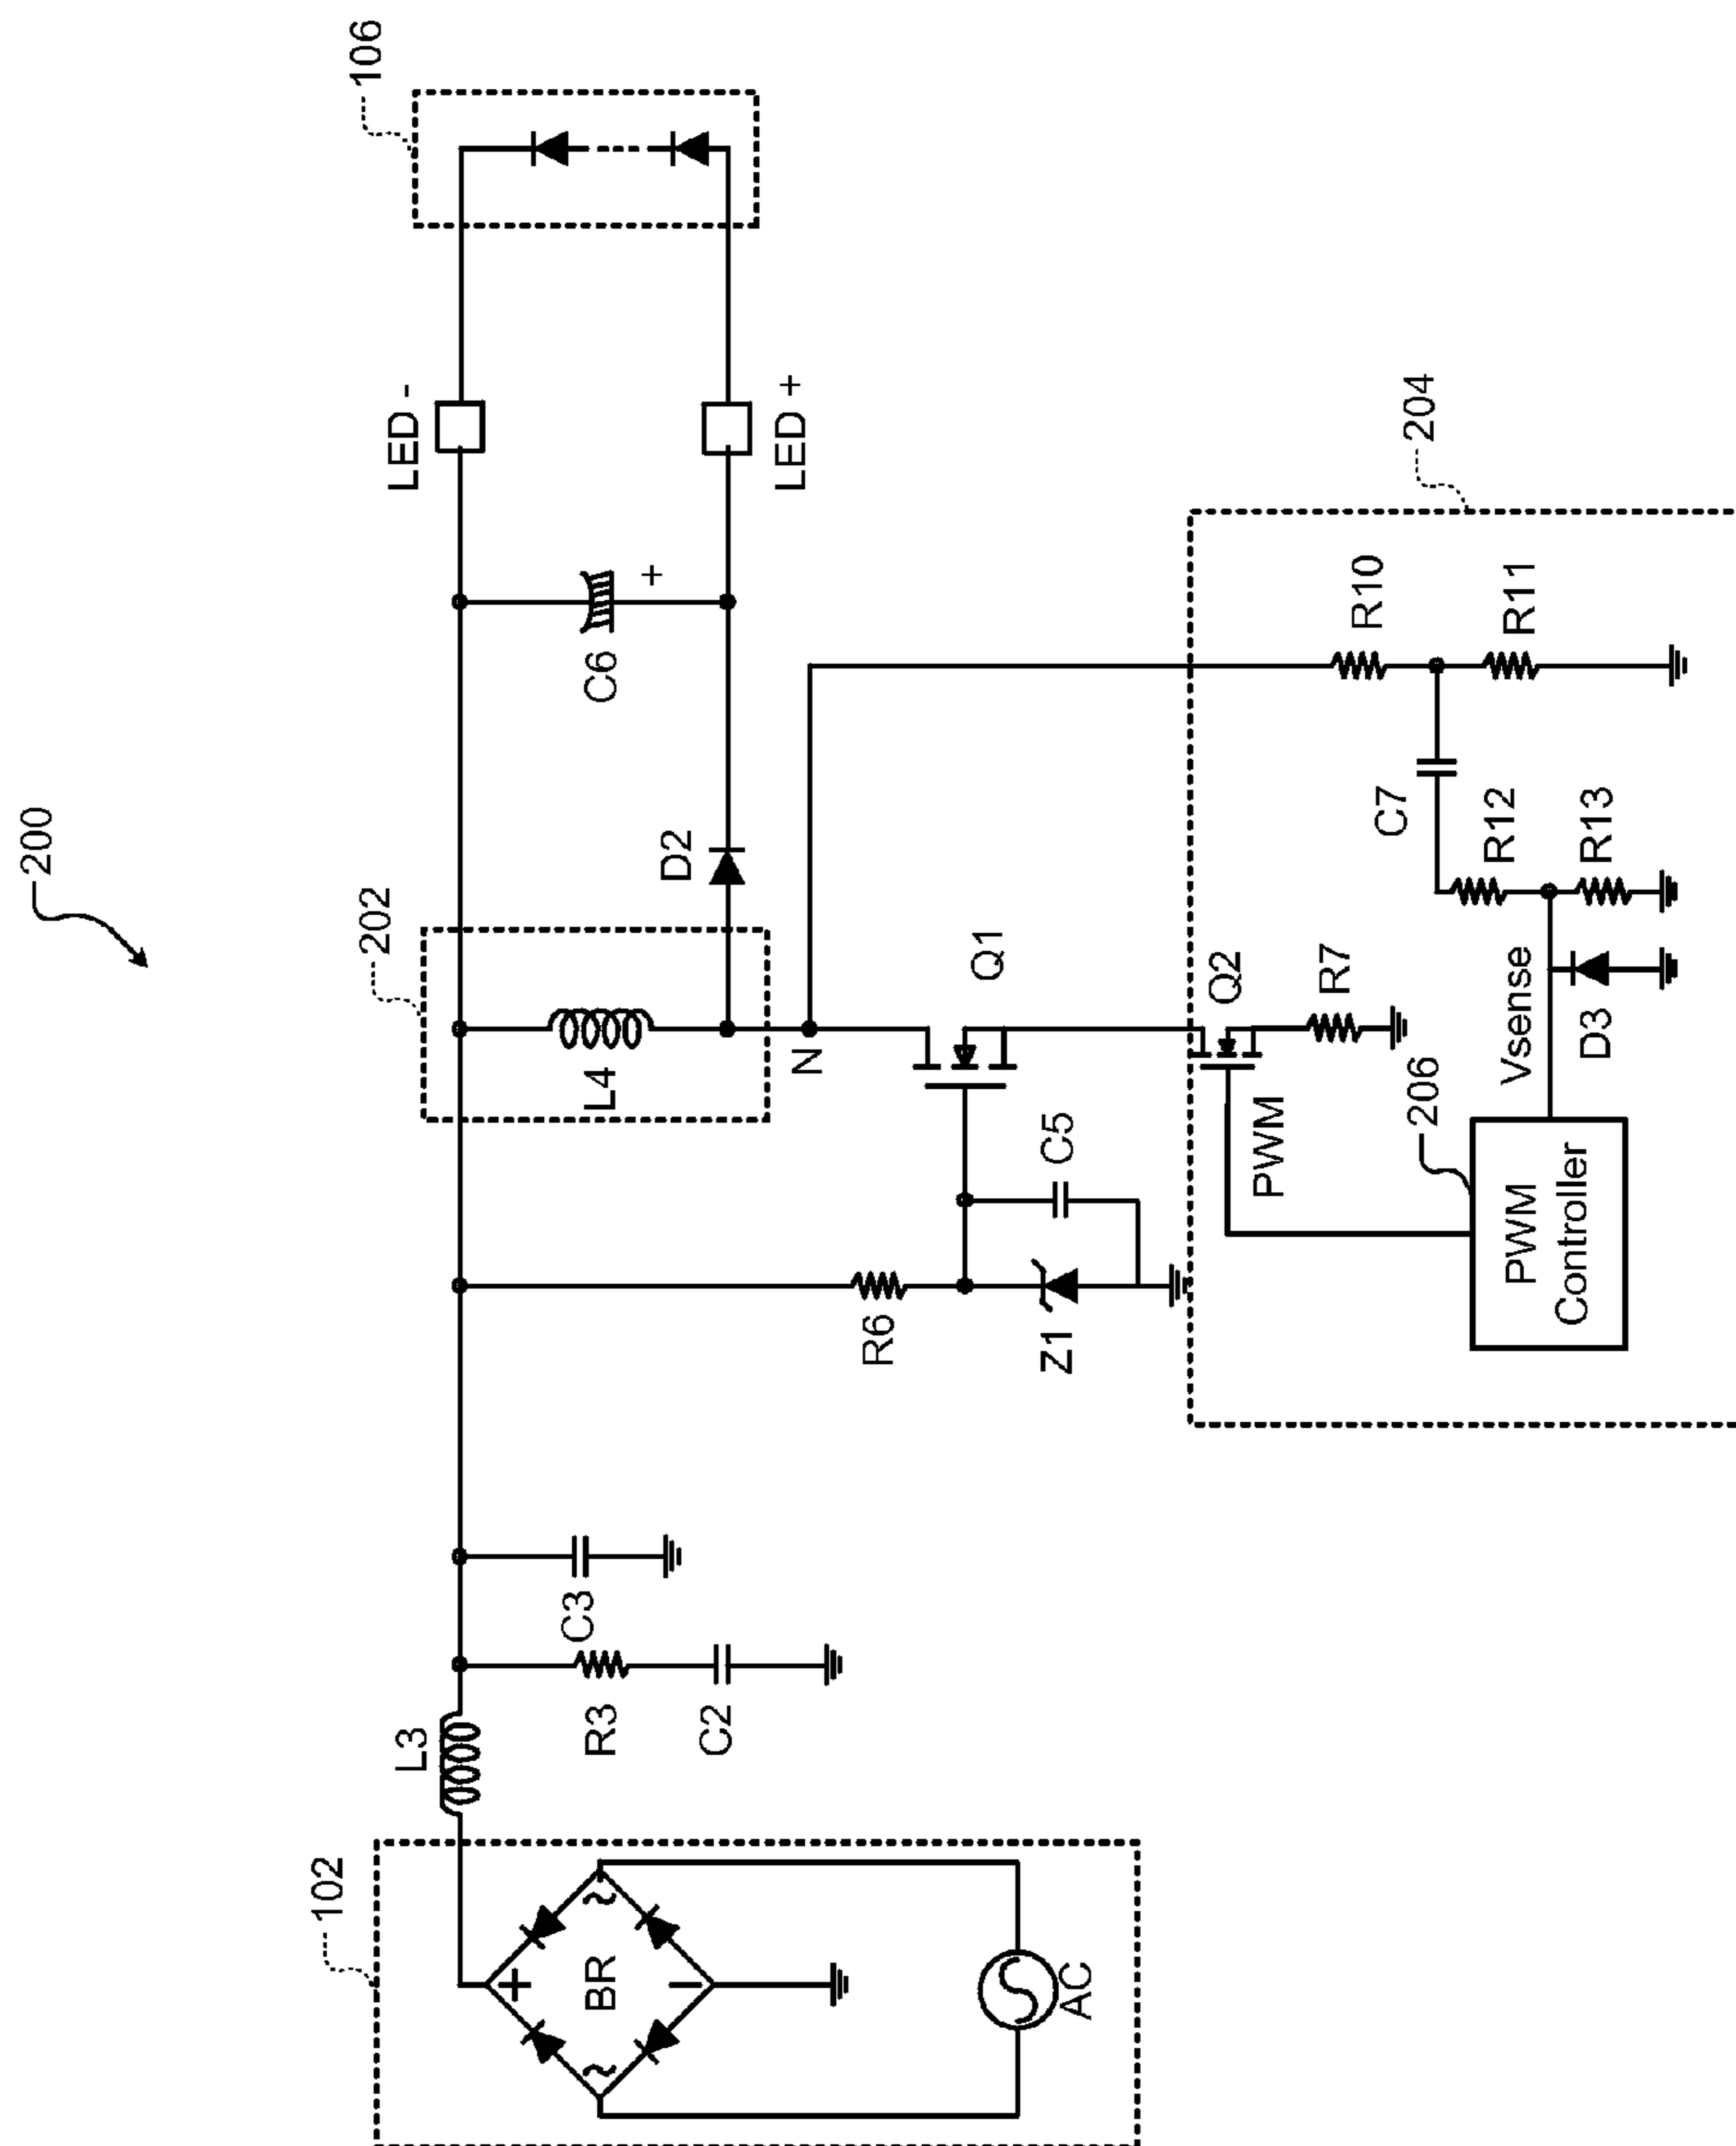 200
102
BR
AC
L3
R3
C2
C3
R6
Z1
C5
202
L4
N
Q1
D2
C6
+
LED -
LED +
106
204
Q2
PWM
R7
206
PWM
Controller
Vsense
D3
R12
R13
C7
R10
R11